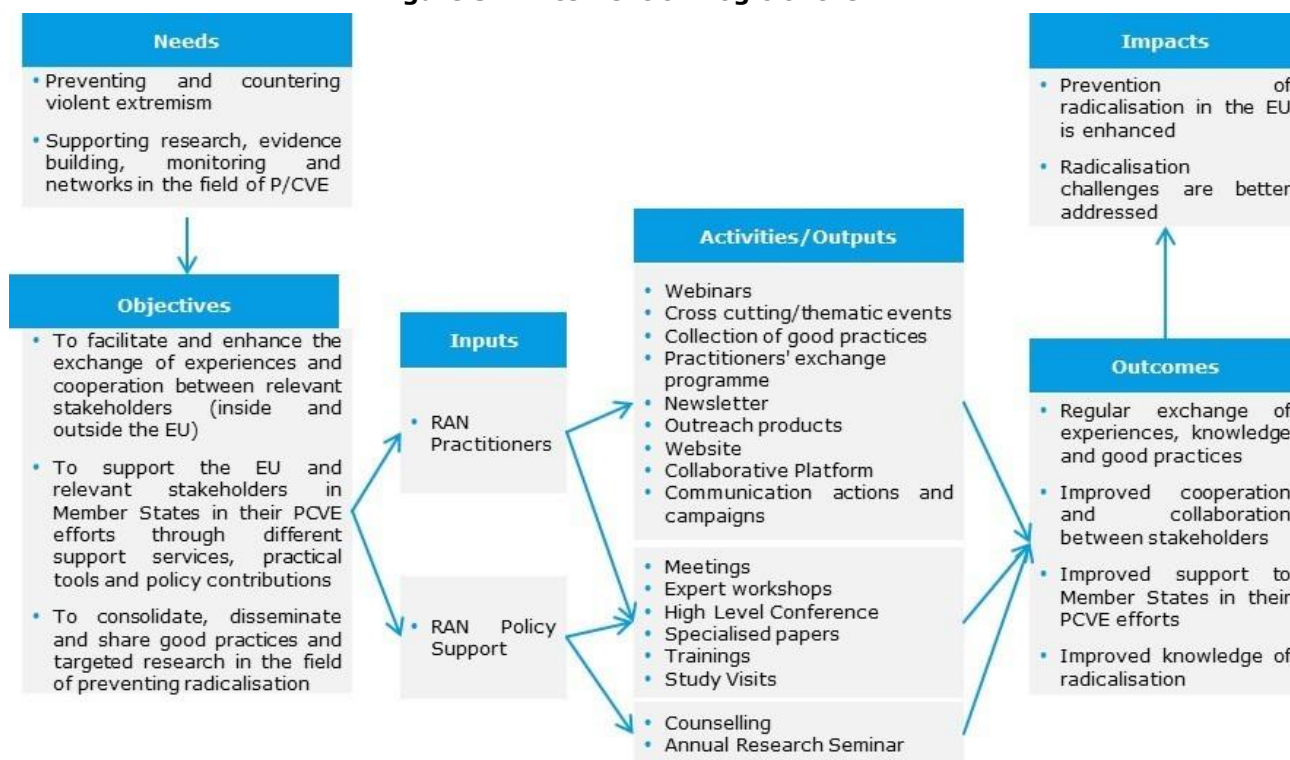 Needs
• Preventing and countering
violent extremism
• Supporting research, evidence
building, monitoring and
networks in the field of P/CVE
Objectives
• To facilitate and enhance the
exchange of experiences and
cooperation between relevant
stakeholders (inside and
outside the EU)
• To support the EU and
relevant stakeholders in
Member States in their PCVE
efforts through different
support services, practical
tools and policy contributions
• To consolidate, disseminate
and share good practices and
targeted research in the field
of preventing radicalisation
Inputs
• RAN
Practitioners
• RAN Policy
Support
Activities/Outputs
• Webinars
• Cross cutting/thematic events
• Collection of good practices
• Practitioners' exchange
programme
• Newsletter
• Outreach products
• Website
• Collaborative Platform
• Communication actions and
campaigns
• Meetings
• Expert workshops
• High Level Conference
• Specialised papers
• Trainings
• Study Visits
• Counselling
• Annual Research Seminar
Impacts
• Prevention of
radicalisation in the EU
is enhanced
• Radicalisation
challenges are better
addressed
Outcomes
• Regular exchange of
experiences, knowledge
and good practices
• Improved cooperation
and collaboration
between stakeholders
• Improved support to
Member States in their
PCVE efforts
• Improved knowledge of
radicalisation